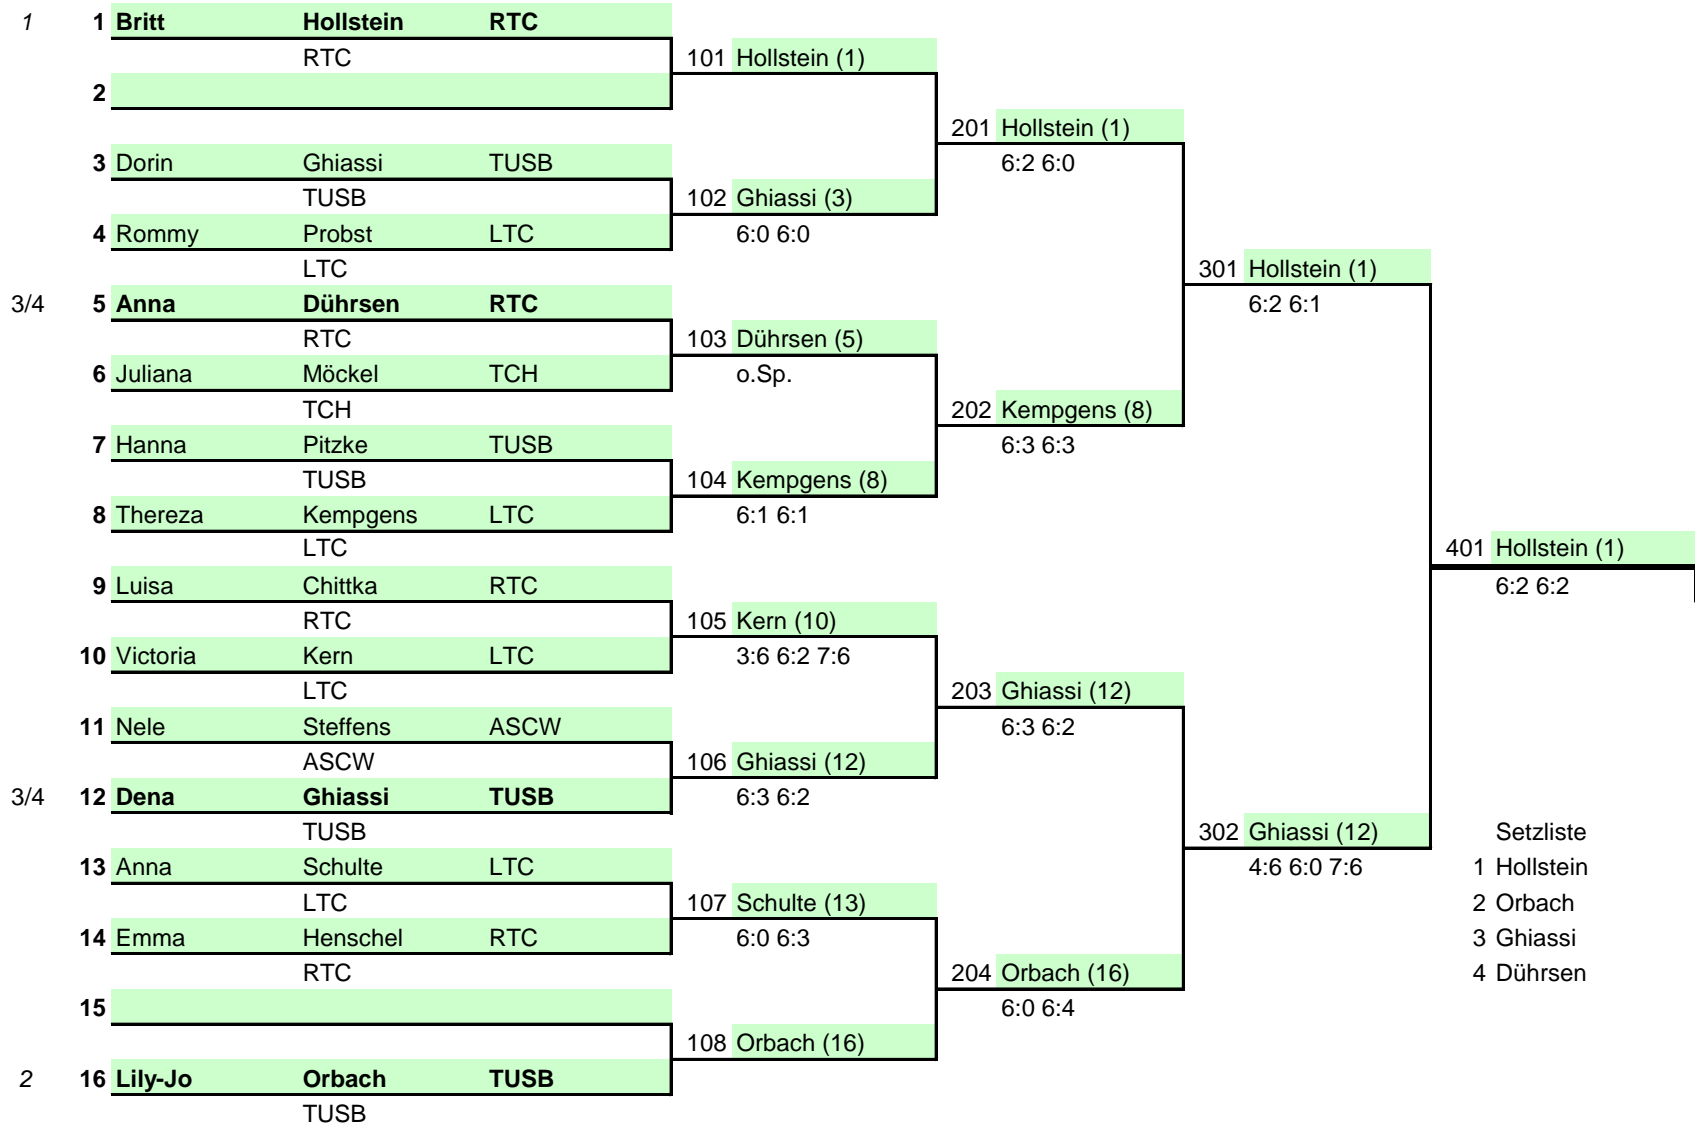 1 1 Britt Hollstein RTC
RTC 101 Hollstein (1)
2
201 Hollstein (1)
3 Dorin Ghiassi TUSB 6:2 6:0
TUSB 102 Ghiassi (3)
4 Rommy Probst LTC 6:0 6:0
LTC 301 Hollstein (1)
3/4 5 Anna Dührsen RTC 6:2 6:1
RTC 103 Dührsen (5)
6 Juliana Möckel TCH o.Sp.
TCH 202 Kempgens (8)
7 Hanna Pitzke TUSB 6:3 6:3
TUSB 104 Kempgens (8)
8 Thereza Kempgens LTC 6:1 6:1
LTC 401 Hollstein (1)
9 Luisa Chittka RTC 6:2 6:2
RTC 105 Kern (10)
10 Victoria Kern LTC 3:6 6:2 7:6
LTC 203 Ghiassi (12)
11 Nele Steffens ASCW 6:3 6:2
ASCW 106 Ghiassi (12)
3/4 12 Dena Ghiassi TUSB 6:3 6:2
TUSB 302 Ghiassi (12) Setzliste
13 Anna Schulte LTC 4:6 6:0 7:6 1 Hollstein
LTC 107 Schulte (13) 2 Orbach
14 Emma Henschel RTC 6:0 6:3 3 Ghiassi
RTC 204 Orbach (16) 4 Dührsen
15 6:0 6:4
108 Orbach (16)
2 16 Lily-Jo Orbach TUSB
TUSB